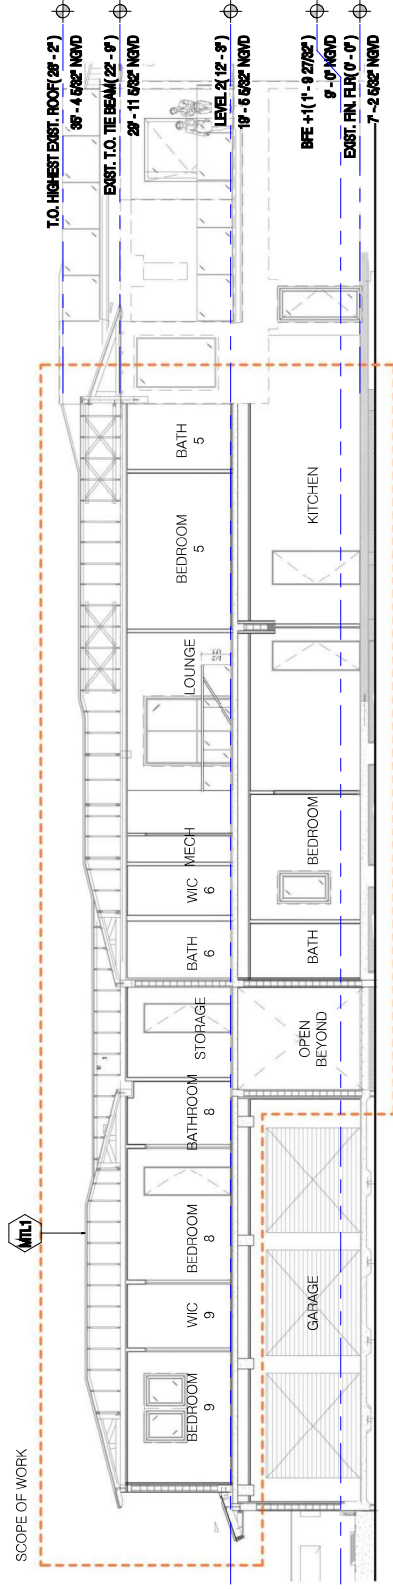 SCOPE OF WORK
MTL1
T.O. HIGHEST EXIST. ROOF( 28' - 2")
35' - 4 5/32" NGVD
EXIST. T.O. TIE BEAM( 22' - 9")
29' - 11 5/32" NGVD
LEVEL 2( 12' - 3")
19' - 5 5/32" NGVD
BFE +1( 1' - 9 27/32")
9' - 0" NGVD
EXIST. FIN. FLR( 0' - 0")
7' - 2 5/32" NGVD
BEDROOM
9
WIC
9
BEDROOM
8
BATHROOM
8
STORAGE
BATH
6
WIC
6
MECH
LOUNGE
BEDROOM
5
BATH
5
GARAGE
OPEN
BEYOND
BATH
BEDROOM
KITCHEN